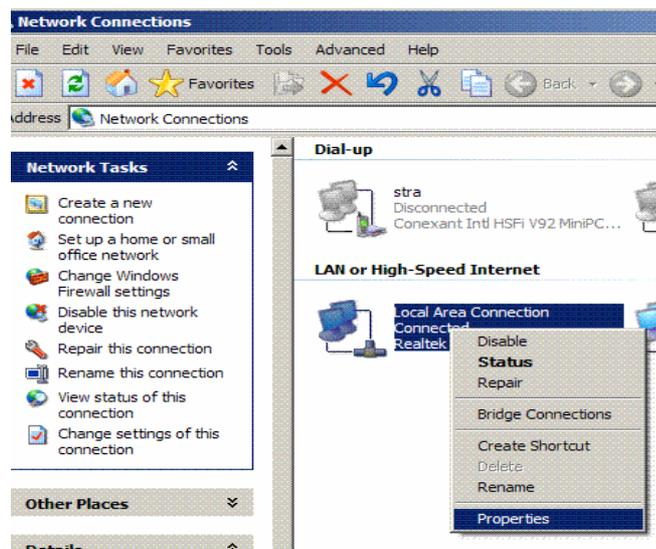 Network Connections
File Edit View Favorites Tools Advanced Help
Favorites Back
Address Network Connections
Network Tasks
Create a new
connection
Set up a home or small
office network
Change Windows
Firewall settings
Disable this network
device
Repair this connection
Rename this connection
View status of this
connection
Change settings of this
connection
Other Places
Details
Dial-up
stra
Disconnected
Conexant Intl HSFi V92 MiniPC...
LAN or High-Speed Internet
Local Area Connection
Connected
Realtek
Disable
Status
Repair
Bridge Connections
Create Shortcut
Delete
Rename
Properties